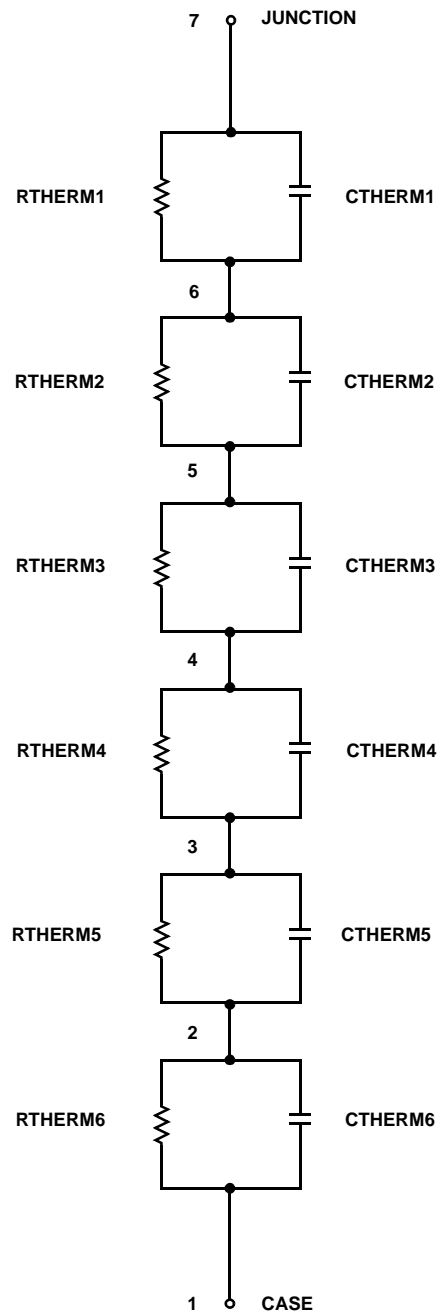 7 JUNCTION
RTHERM1 CTHERM1
6
RTHERM2 CTHERM2
5
RTHERM3 CTHERM3
4
RTHERM4 CTHERM4
3
RTHERM5 CTHERM5
2
RTHERM6 CTHERM6
1 CASE